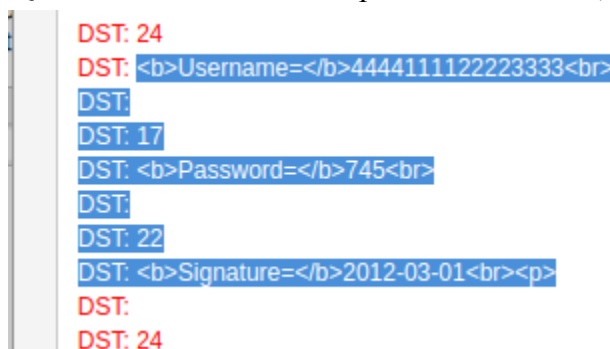 DST: 24
DST: <b>Username=</b>4444111122223333<br>
DST:
DST: 17
DST: <b>Password=</b>745<br>
DST:
DST: 22
DST: <b>Signature=</b>2012-03-01<br><p>
DST:
DST: 24